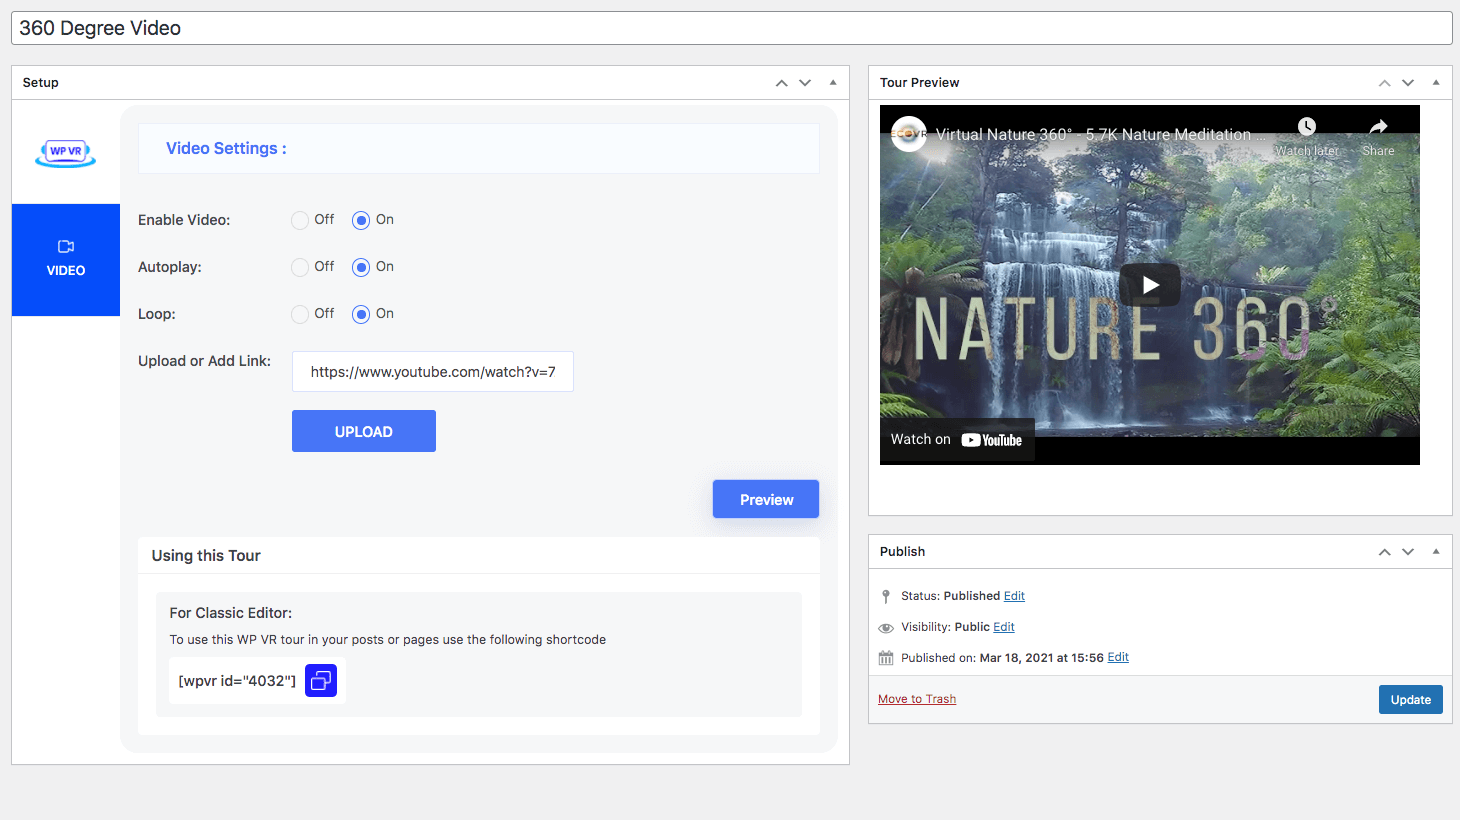 360 Degree Video
Setup
WP VR
VIDEO
Video Settings :
Enable Video: Off On
Autoplay: Off On
Loop: Off On
Upload or Add Link: https://www.youtube.com/watch?v=7
UPLOAD
Preview
Using this Tour
For Classic Editor:
To use this WP VR tour in your posts or pages use the following shortcode
[wpvr id="4032"]
Tour Preview
ECOVR
Virtual Nature 360° - 5.7K Nature Meditation ...
Watch later
Share
NATURE 360°
Watch on YouTube
Publish
Status: Published Edit
Visibility: Public Edit
Published on: Mar 18, 2021 at 15:56 Edit
Move to Trash
Update